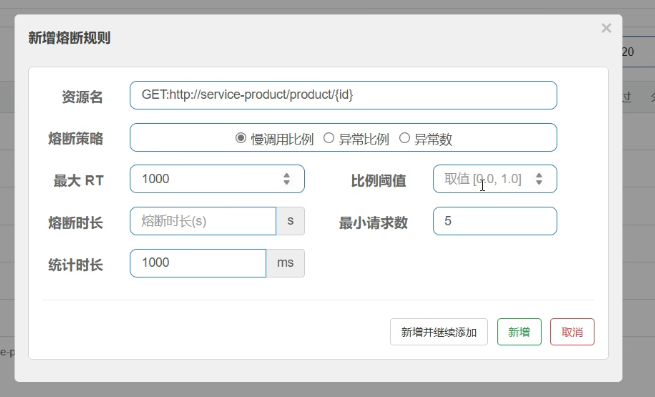 新增熔断规则
×
20
资源名 GET:http://service-product/product/{id}
熔断策略 慢调用比例 异常比例 异常数
最大 RT 1000 比例阈值 取值 [0.0, 1.0]
熔断时长 熔断时长(s) s 最小请求数 5
统计时长 1000 ms
新增并继续添加 新增 取消
e-p